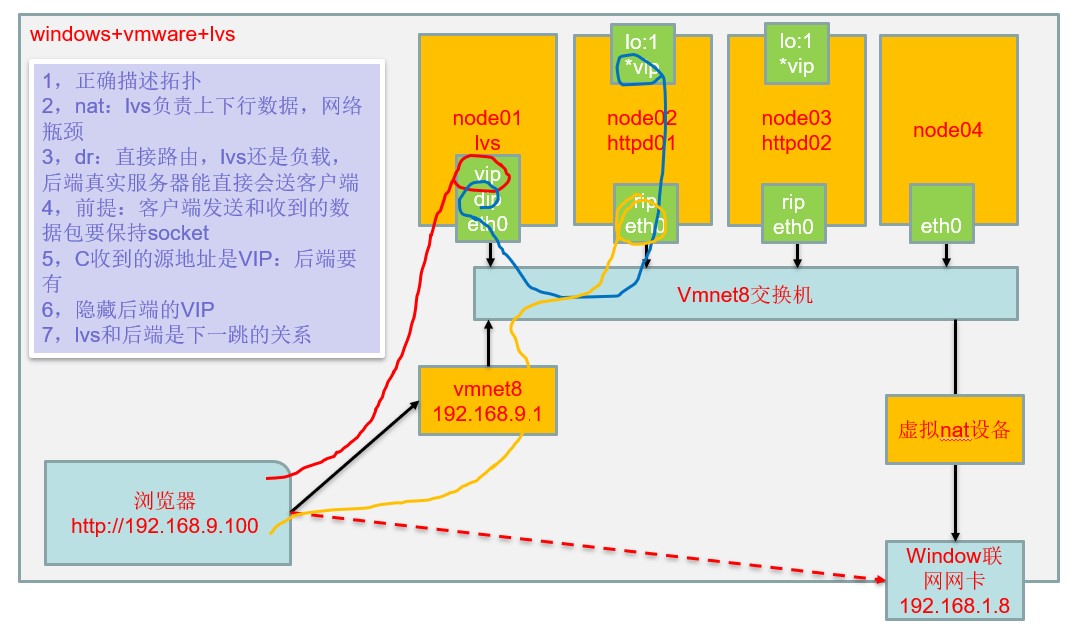 windows+vmware+lvs
1，正确描述拓扑
2，nat：lvs负责上下行数据，网络
瓶颈
3，dr：直接路由，lvs还是负载，
后端真实服务器能直接会送客户端
4，前提：客户端发送和收到的数
据包要保持socket
5，C收到的源地址是VIP：后端要
有
6，隐藏后端的VIP
7，lvs和后端是下一跳的关系
node01
lvs
vip
dip
eth0
lo:1
*vip
node02
httpd01
rip
eth0
lo:1
*vip
node03
httpd02
rip
eth0
node04
eth0
Vmnet8交换机
vmnet8
192.168.9.1
虚拟nat设备
浏览器
http://192.168.9.100
Window联
网网卡
192.168.1.8